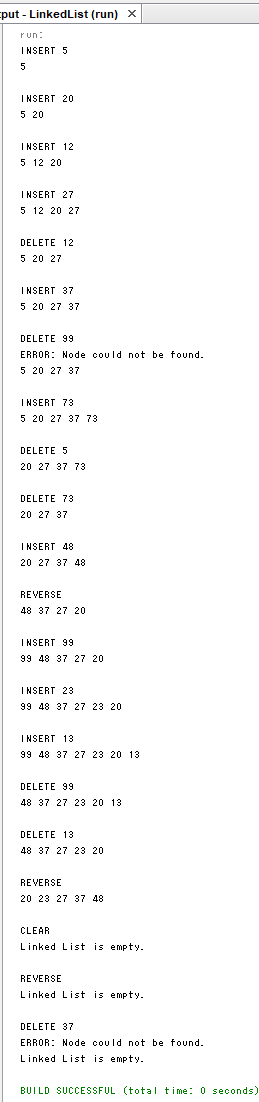 tput - LinkedList (run) ×
run:
INSERT 5
5
INSERT 20
5 20
INSERT 12
5 12 20
INSERT 27
5 12 20 27
DELETE 12
5 20 27
INSERT 37
5 20 27 37
DELETE 99
ERROR: Node could not be found.
5 20 27 37
INSERT 73
5 20 27 37 73
DELETE 5
20 27 37 73
DELETE 73
20 27 37
INSERT 48
20 27 37 48
REVERSE
48 37 27 20
INSERT 99
99 48 37 27 20
INSERT 23
99 48 37 27 23 20
INSERT 13
99 48 37 27 23 20 13
DELETE 99
48 37 27 23 20 13
DELETE 13
48 37 27 23 20
REVERSE
20 23 27 37 48
CLEAR
Linked List is empty.
REVERSE
Linked List is empty.
DELETE 37
ERROR: Node could not be found.
Linked List is empty.
BUILD SUCCESSFUL (total time: 0 seconds)